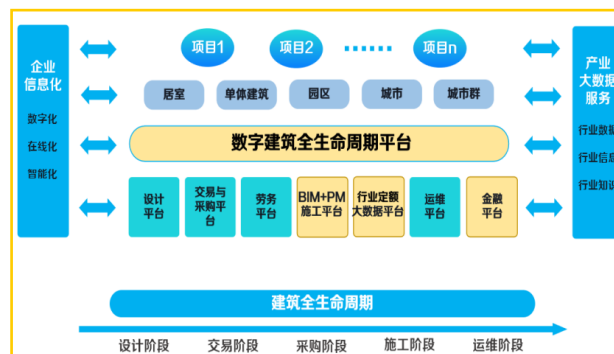 企业
信息化
数字化
在线化
智能化
项目1
项目2
项目n
居室
单体建筑
园区
城市
城市群
数字建筑全生命周期平台
设计
平台
交易与
采购平
台
劳务
平台
BIM+PM
施工平台
行业定额
大数据平台
运维
平台
金融
平台
产业
大数据
服务
行业数据
行业信息
行业知识
建筑全生命周期
设计阶段
交易阶段
采购阶段
施工阶段
运维阶段